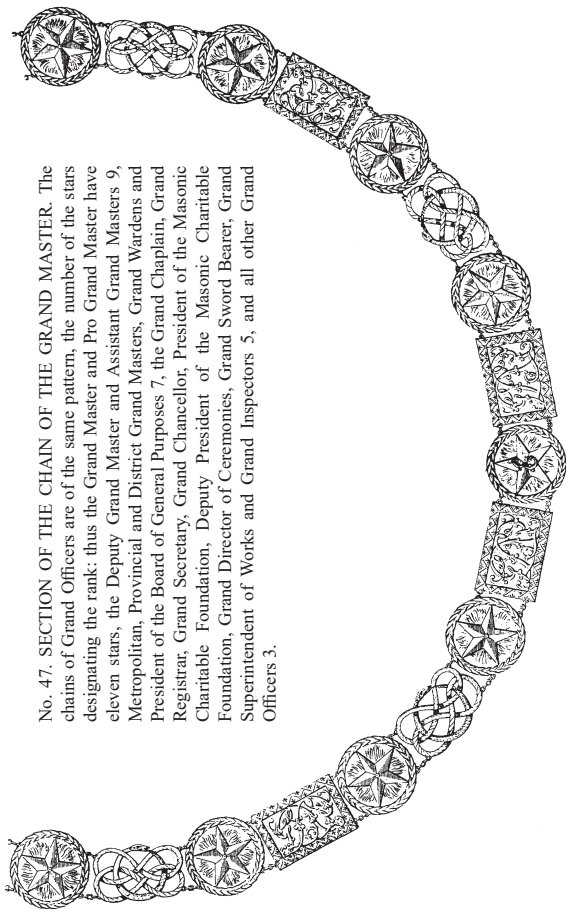 No. 47. SECTION OF THE CHAIN OF THE GRAND MASTER. The
chains of Grand Officers are of the same pattern, the number of the stars
designating the rank: thus the Grand Master and Pro Grand Master have
eleven stars, the Deputy Grand Master and Assistant Grand Masters 9,
Metropolitan, Provincial and District Grand Masters, Grand Wardens and
President of the Board of General Purposes 7, the Grand Chaplain, Grand
Registrar, Grand Secretary, Grand Chancellor, President of the Masonic
Charitable Foundation, Deputy President of the Masonic Charitable
Foundation, Grand Director of Ceremonies, Grand Sword Bearer, Grand
Superintendent of Works and Grand Inspectors 5, and all other Grand
Officers 3.